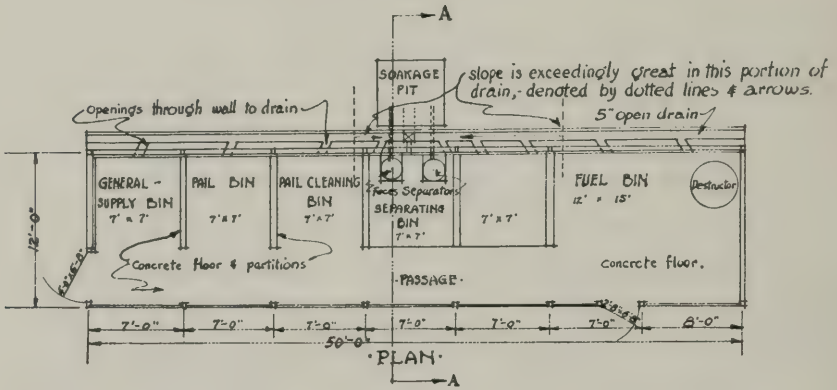 A
SOAKAGE
PIT
slope is exceedingly great in this portion of
drain,- denoted by dotted lines & arrows.
Openings through wall to drain
5" open drain
GENERAL -
SUPPLY BIN
7' x 7'
PAIL BIN
7' x 7'
PAIL CLEANING
BIN
7' x 7'
Feces Separators
SEPARATING
BIN
7' x 7'
7' x 7'
FUEL BIN
12' x 15'
Destructor
12'-0"
Concrete floor & partitions
Concrete floor.
·PASSAGE·
7'-0"
7'-0"
7'-0"
7'-0"
7'-0"
7'-0"
8'-0"
50'-0"
·PLAN·
A